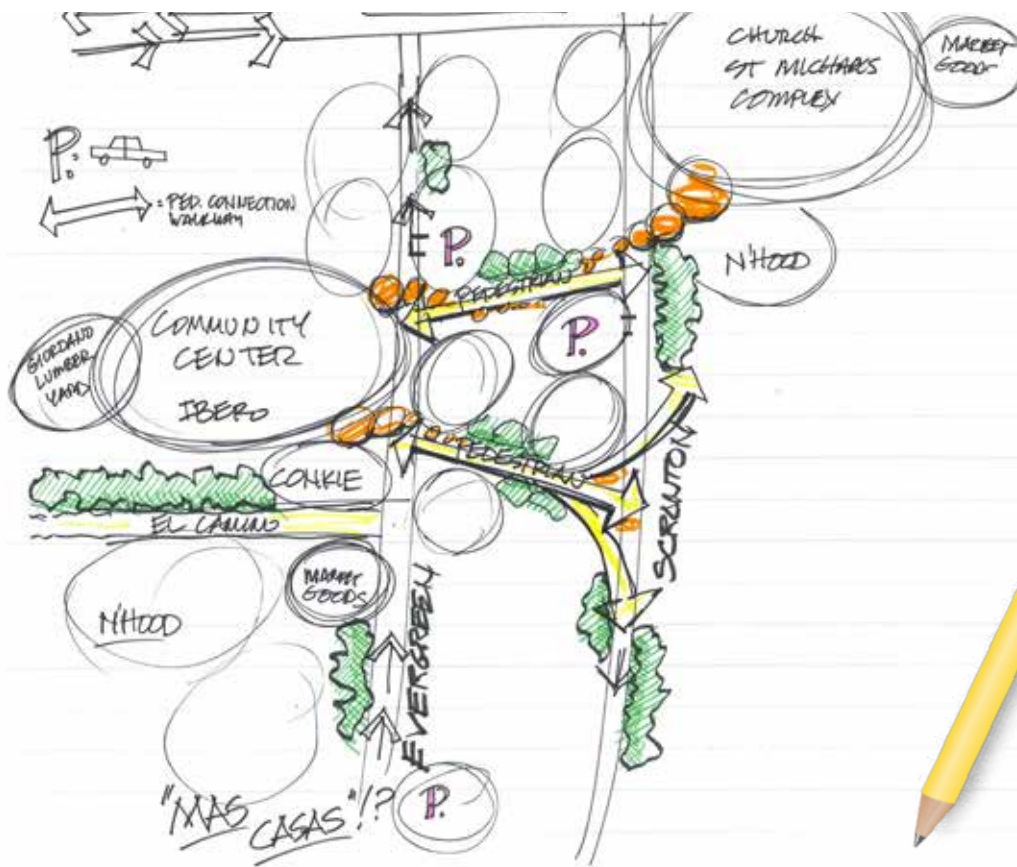 CHURCH
ST MICHAELS
COMPLEX
MARKET
GOODS
P. =
= PED. CONNECTION
WALKWAY
P.
PEDESTRIAN
N'HOOD
GIORDANO
LUMBER
YARD
COMMUNITY
CENTER
IBERO
P.
PEDESTRIAN
CONKIE
EL CAMINO
SCRANTON
MARKET
GOODS
N'HOOD
EVERGREEN
P.
"MAS
CASAS"!?